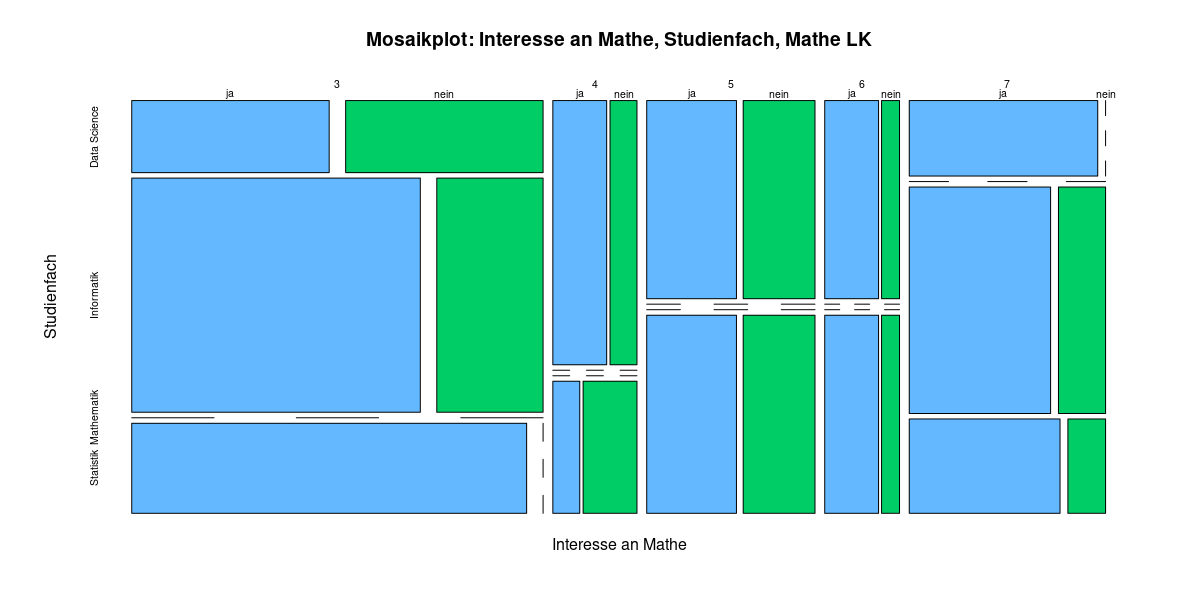 Mosaikplot: Interesse an Mathe, Studienfach, Mathe LK
3 4 5 6 7
ja nein ja nein ja nein ja nein ja nein
Data Science
Informatik
Mathematik
Statistik
Studienfach
Interesse an Mathe